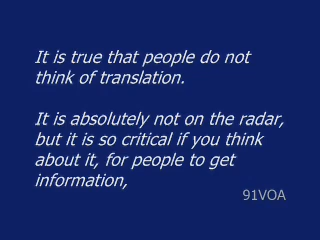 It is true that people do not
think of translation.
It is absolutely not on the radar,
but it is so critical if you think
about it, for people to get
information,
91VOA